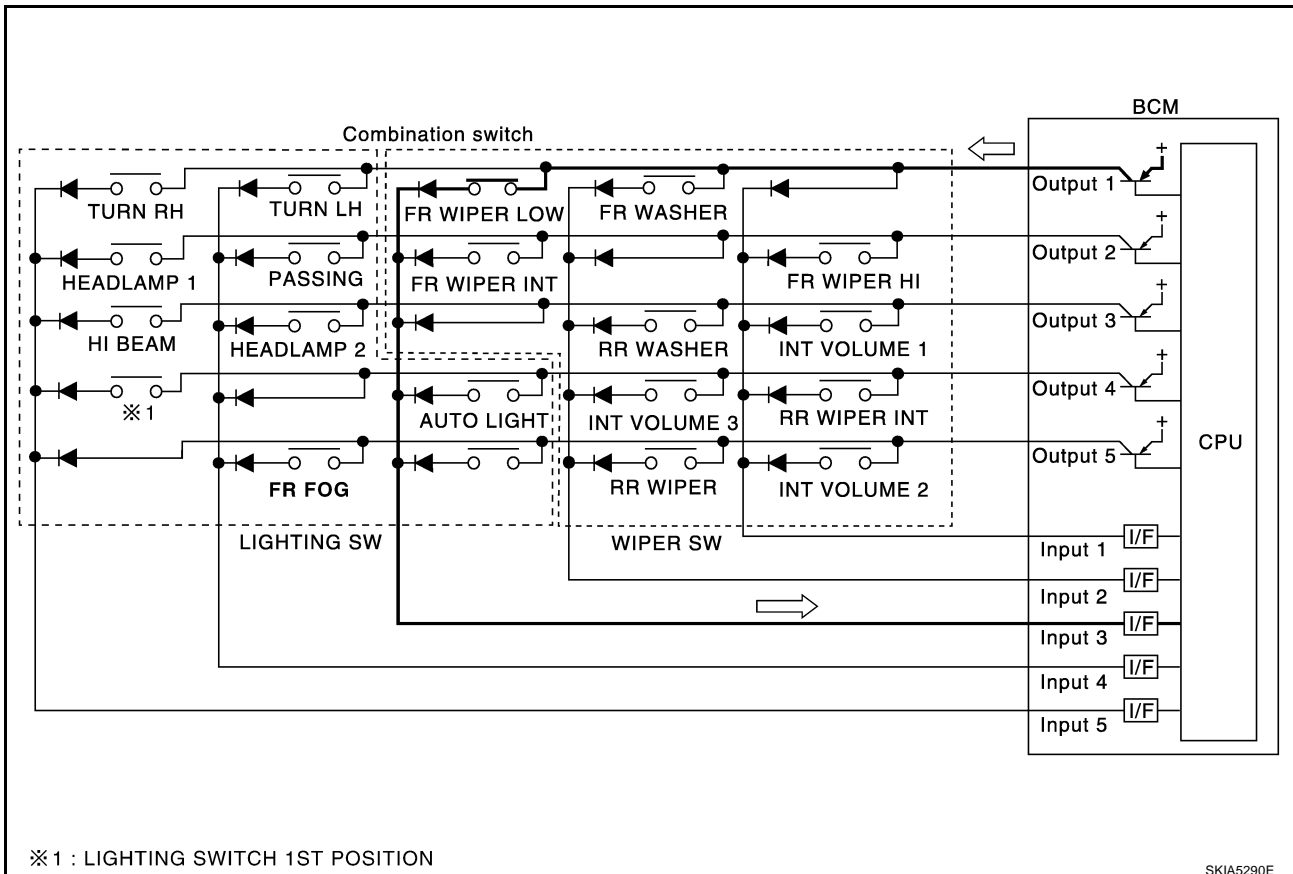 BCM
Combination switch
+
Output 1
TURN RH
TURN LH
FR WIPER LOW
FR WASHER
+
Output 2
HEADLAMP 1
PASSING
FR WIPER INT
FR WIPER HI
+
Output 3
HI BEAM
HEADLAMP 2
RR WASHER
INT VOLUME 1
+
Output 4
※1
AUTO LIGHT
INT VOLUME 3
RR WIPER INT
+
Output 5
CPU
FR FOG
RR WIPER
INT VOLUME 2
LIGHTING SW
WIPER SW
I/F
Input 1
I/F
Input 2
I/F
Input 3
I/F
Input 4
I/F
Input 5
※1 : LIGHTING SWITCH 1ST POSITION
SKIA5290E